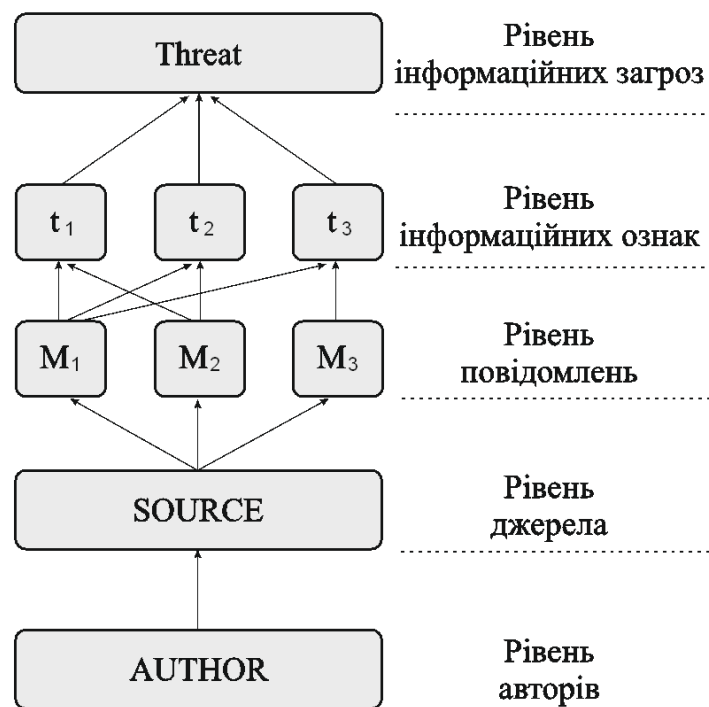 Threat
Рівень
інформаційних загроз
t1
t2
t3
Рівень
інформаційних ознак
M1
M2
M3
Рівень
повідомлень
SOURCE
Рівень
джерела
AUTHOR
Рівень
авторів